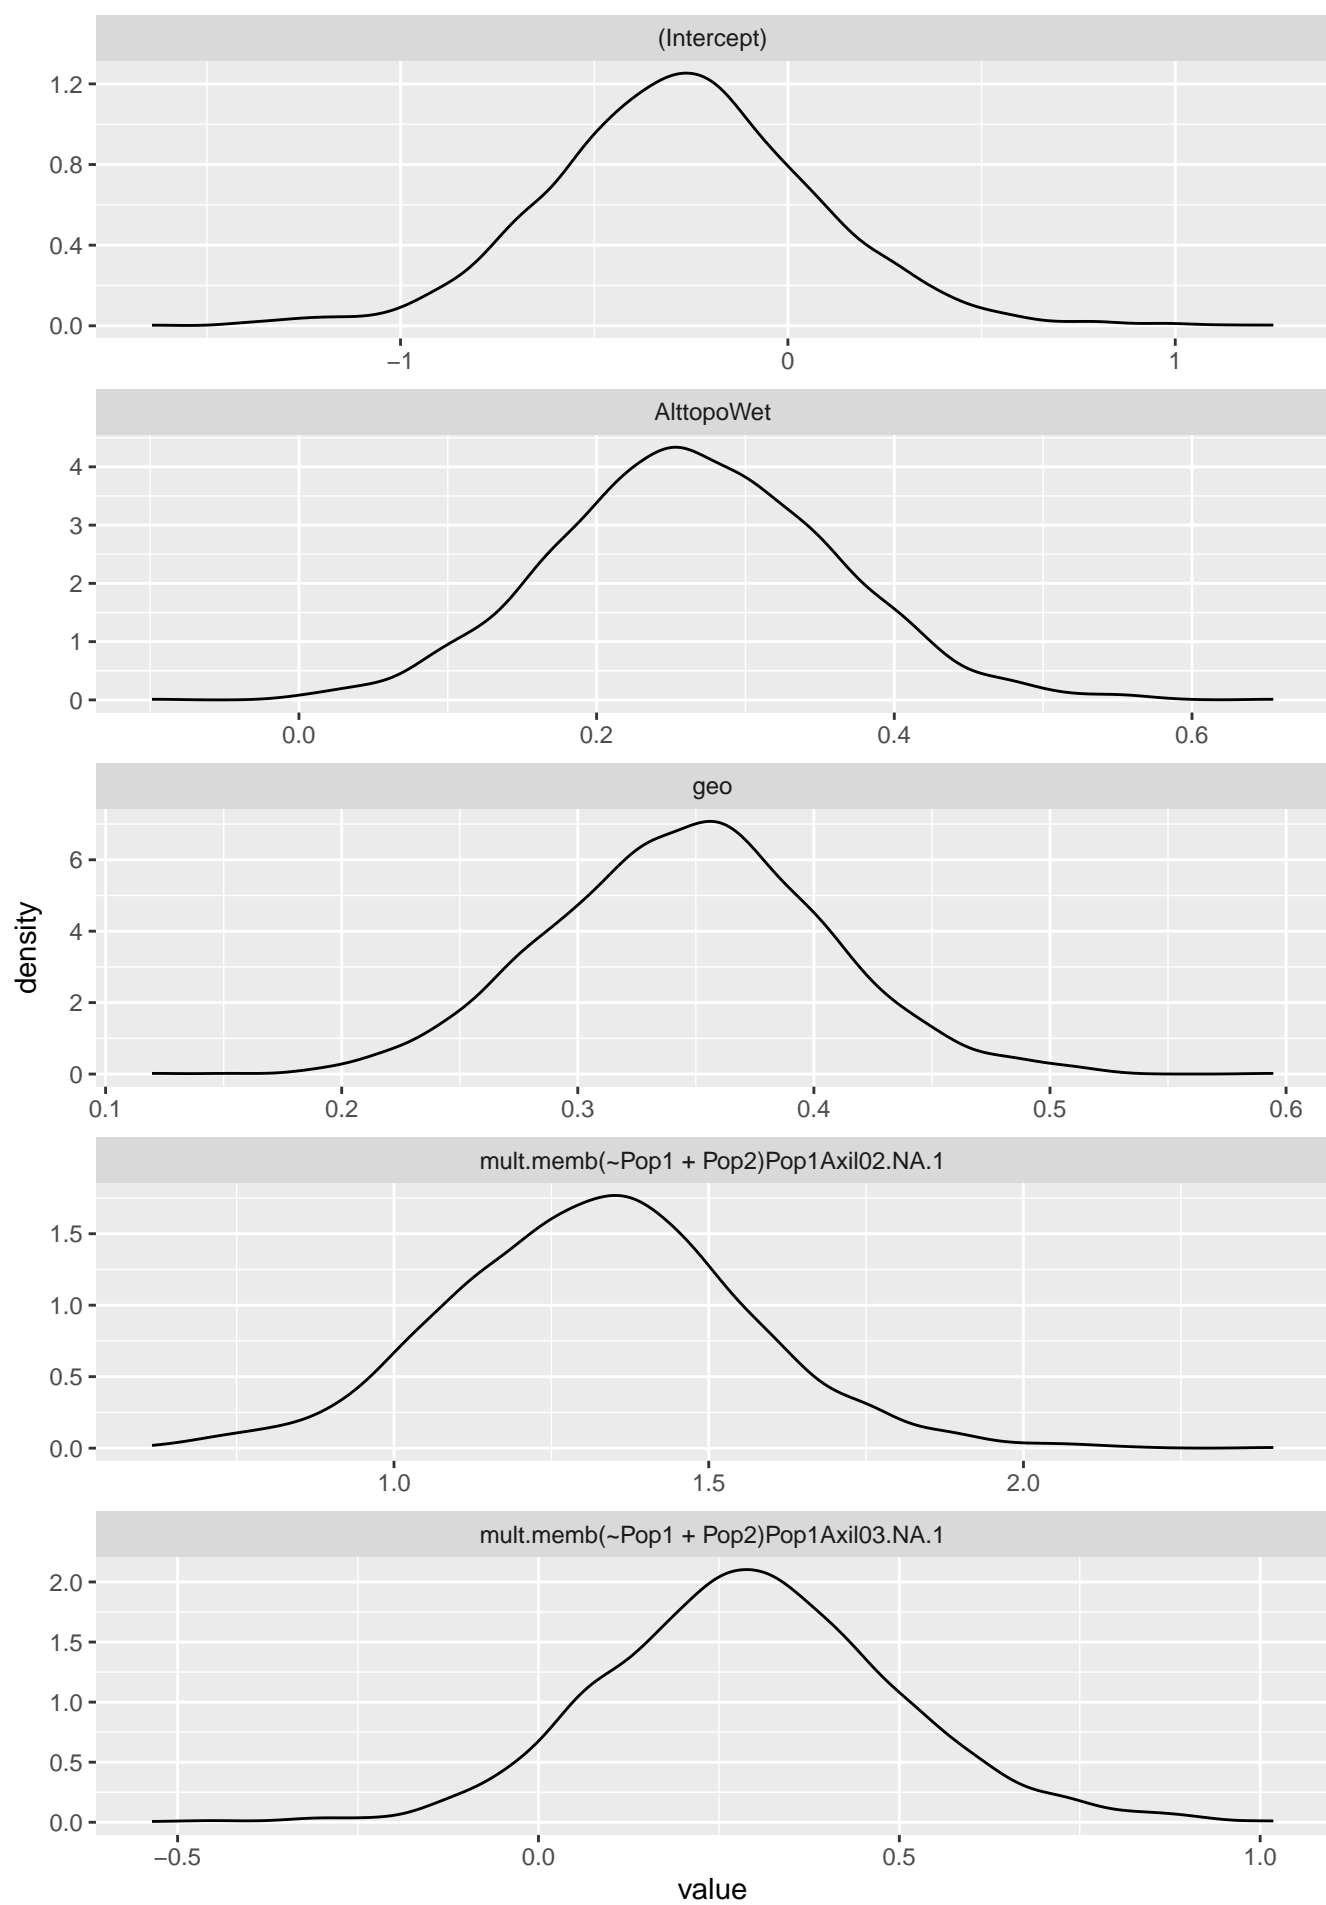 (Intercept)
1.2
0.8
0.4
0.0
−1 0 1
AlttopoWet
4
3
2
1
0
0.0 0.2 0.4 0.6
geo
6
4
2
0
0.1 0.2 0.3 0.4 0.5 0.6
density
mult.memb(~Pop1 + Pop2)Pop1Axil02.NA.1
1.5
1.0
0.5
0.0
1.0 1.5 2.0
mult.memb(~Pop1 + Pop2)Pop1Axil03.NA.1
2.0
1.5
1.0
0.5
0.0
−0.5 0.0 0.5 1.0
value